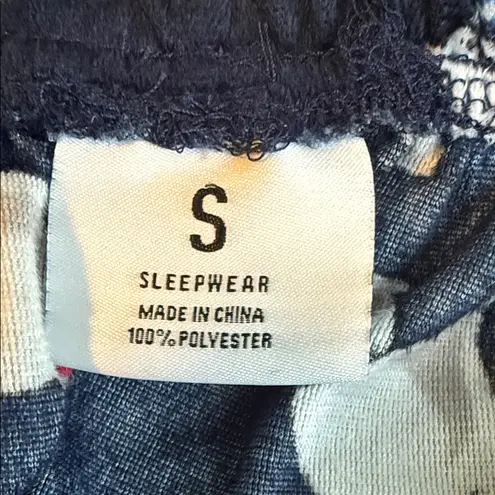 S
SLEEPWEAR
MADE IN CHINA
100% POLYESTER